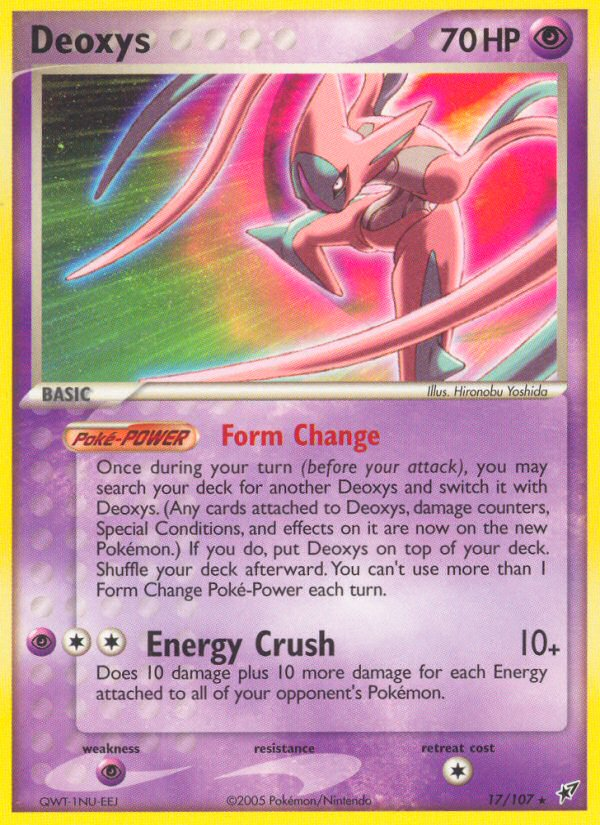 Deoxys 70 HP
BASIC
Illus. Hironobu Yoshida
Poké-POWER Form Change
Once during your turn (before your attack), you may
search your deck for another Deoxys and switch it with
Deoxys. (Any cards attached to Deoxys, damage counters,
Special Conditions, and effects on it are now on the new
Pokémon.) If you do, put Deoxys on top of your deck.
Shuffle your deck afterward. You can't use more than 1
Form Change Poké-Power each turn.
Energy Crush 10+
Does 10 damage plus 10 more damage for each Energy
attached to all of your opponent's Pokémon.
weakness resistance retreat cost
QWT-1NU-EEJ ©2005 Pokémon/Nintendo 17/107 ★